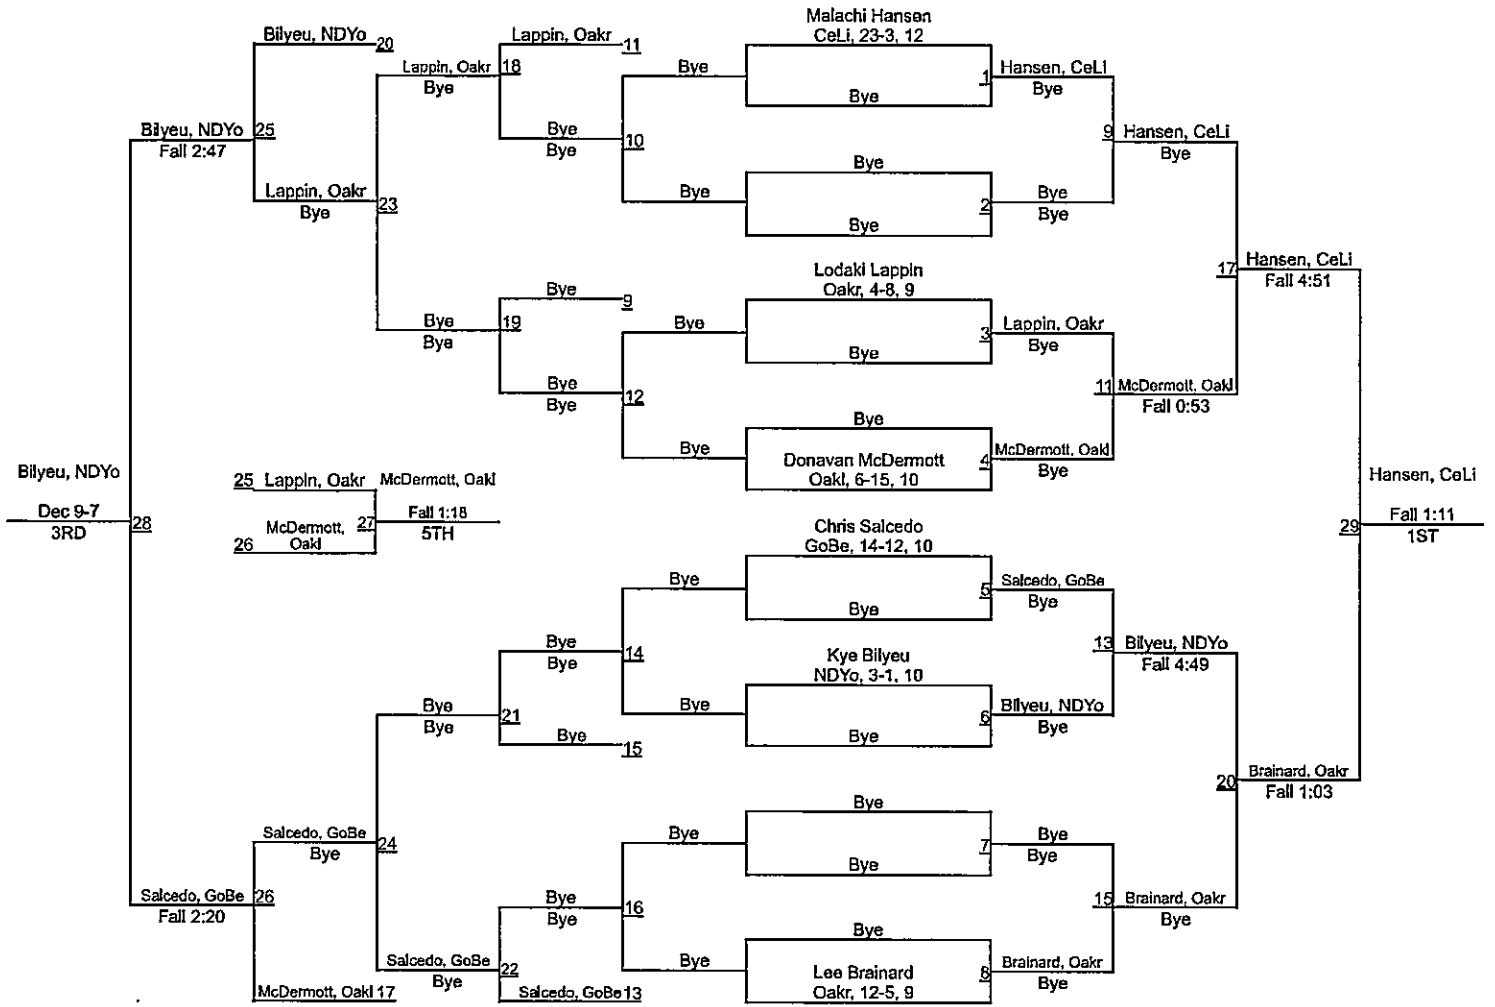 Malachi Hansen
CeLi, 23-3, 12
Bilyeu, NDYo 20
Lappin, Oakr 11
Lappin, Oakr 18
Bye
Bye
Bye
1 Hansen, CeLi
Bye
Bilyeu, NDYo 25
Fall 2:47
Bye
Bye
10
9 Hansen, CeLi
Bye
Bye
Lappin, Oakr 23
Bye
Bye
Bye
2 Bye
Bye
17 Hansen, CeLi
Fall 4:51
Lodaki Lappin
Oakr, 4-8, 9
Bye 9
Bye 19
Bye
Bye
Bye
3 Lappin, Oakr
Bye
Bye
Bye
12
11 McDermott, Oakl
Fall 0:53
Bye
Bye
Donavan McDermott
Oakl, 6-15, 10
4 McDermott, Oakl
Bye
Bilyeu, NDYo
Dec 9-7
3RD
28
25 Lappin, Oakr
26 McDermott,
Oakl
27
McDermott, Oakl
Fall 1:18
5TH
Hansen, CeLi
29 Fall 1:11
1ST
Chris Salcedo
GoBe, 14-12, 10
Bye
Bye
5 Salcedo, GoBe
Bye
Bye
Bye
14
13 Bilyeu, NDYo
Fall 4:49
Kye Bilyeu
NDYo, 3-1, 10
Bye
Bye
21
Bye
Bye
6 Bilyeu, NDYo
Bye
Bye 15
20 Brainard, Oakr
Fall 1:03
Bye
Bye
Bye
7 Bye
Bye
Salcedo, GoBe 24
Bye
Salcedo, GoBe 26
Fall 2:20
Bye
Bye
16
15 Brainard, Oakr
Bye
Bye
Bye
Lee Brainard
Oakr, 12-5, 9
8 Brainard, Oakr
Bye
Salcedo, GoBe 22
Bye
McDermott, Oakl 17
Salcedo, GoBe 13